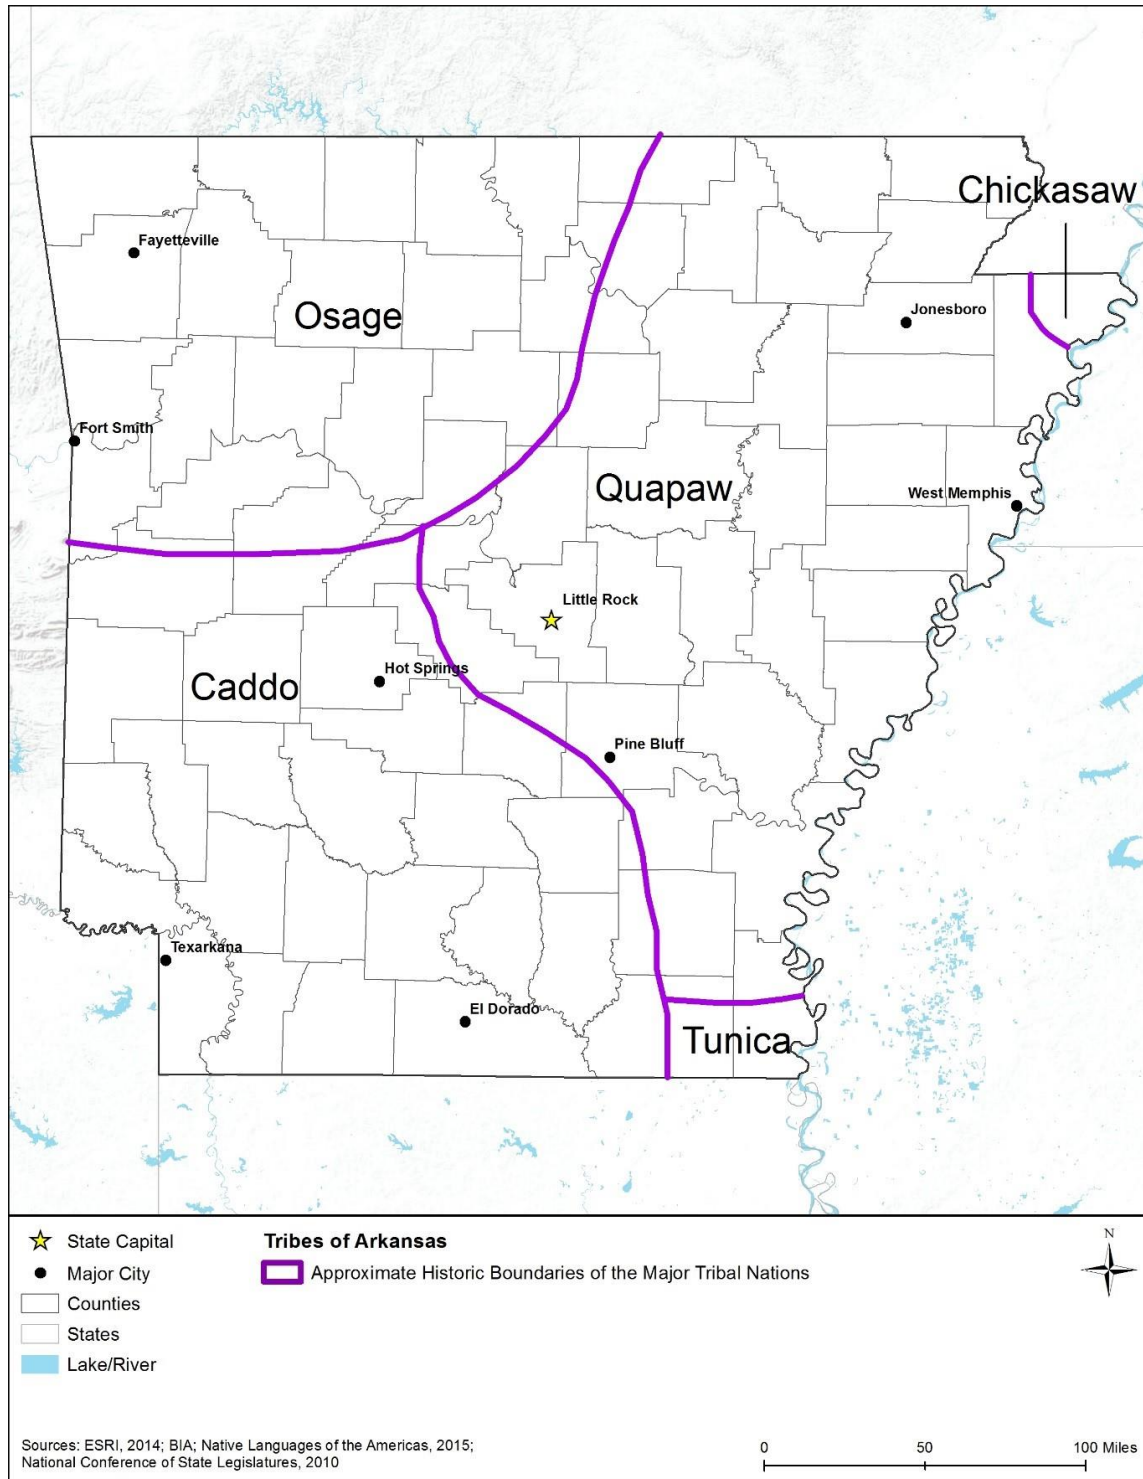 Chickasaw
Fayetteville
Osage
Jonesboro
Fort Smith
Quapaw
West Memphis
Little Rock
Hot Springs
Caddo
Pine Bluff
Texarkana
El Dorado
Tunica
State Capital
Major City
Counties
States
Lake/River
Tribes of Arkansas
Approximate Historic Boundaries of the Major Tribal Nations
N
Sources: ESRI, 2014; BIA; Native Languages of the Americas, 2015;
National Conference of State Legislatures, 2010
0 50 100 Miles